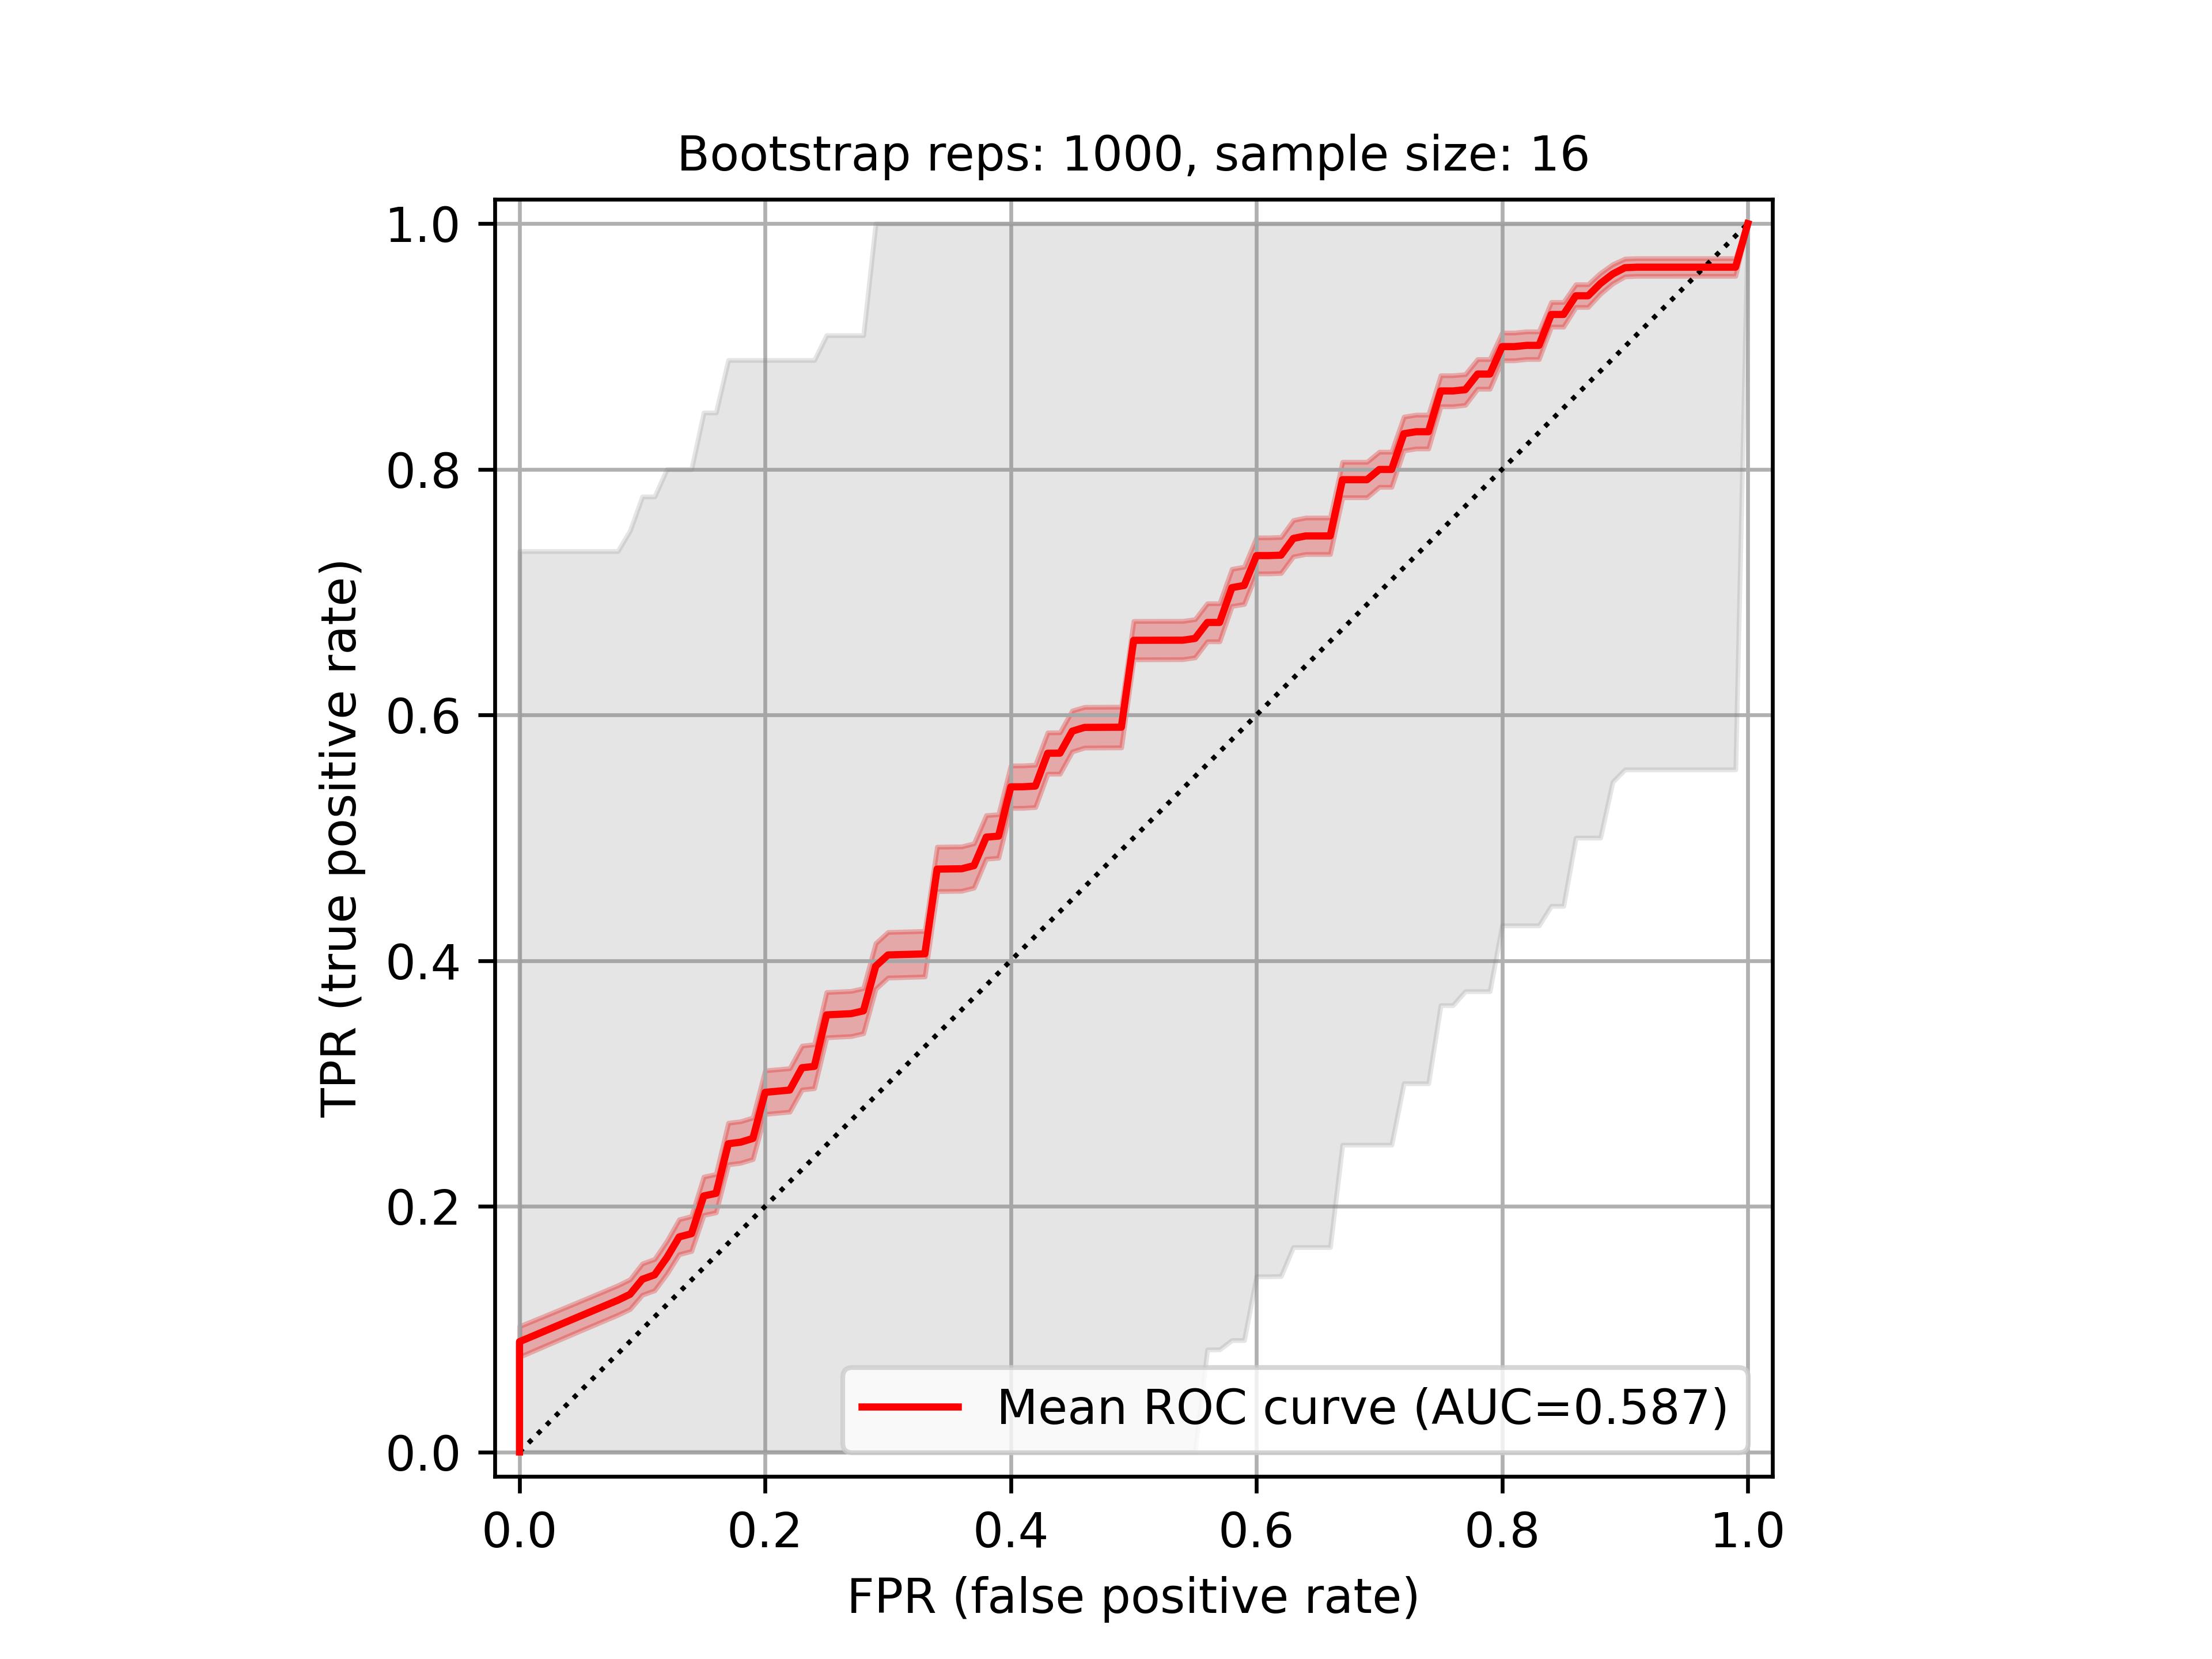 Bootstrap reps: 1000, sample size: 16
1.0
0.8
0.6
0.4
0.2
0.0
TPR (true positive rate)
Mean ROC curve (AUC=0.587)
0.0 0.2 0.4 0.6 0.8 1.0
FPR (false positive rate)